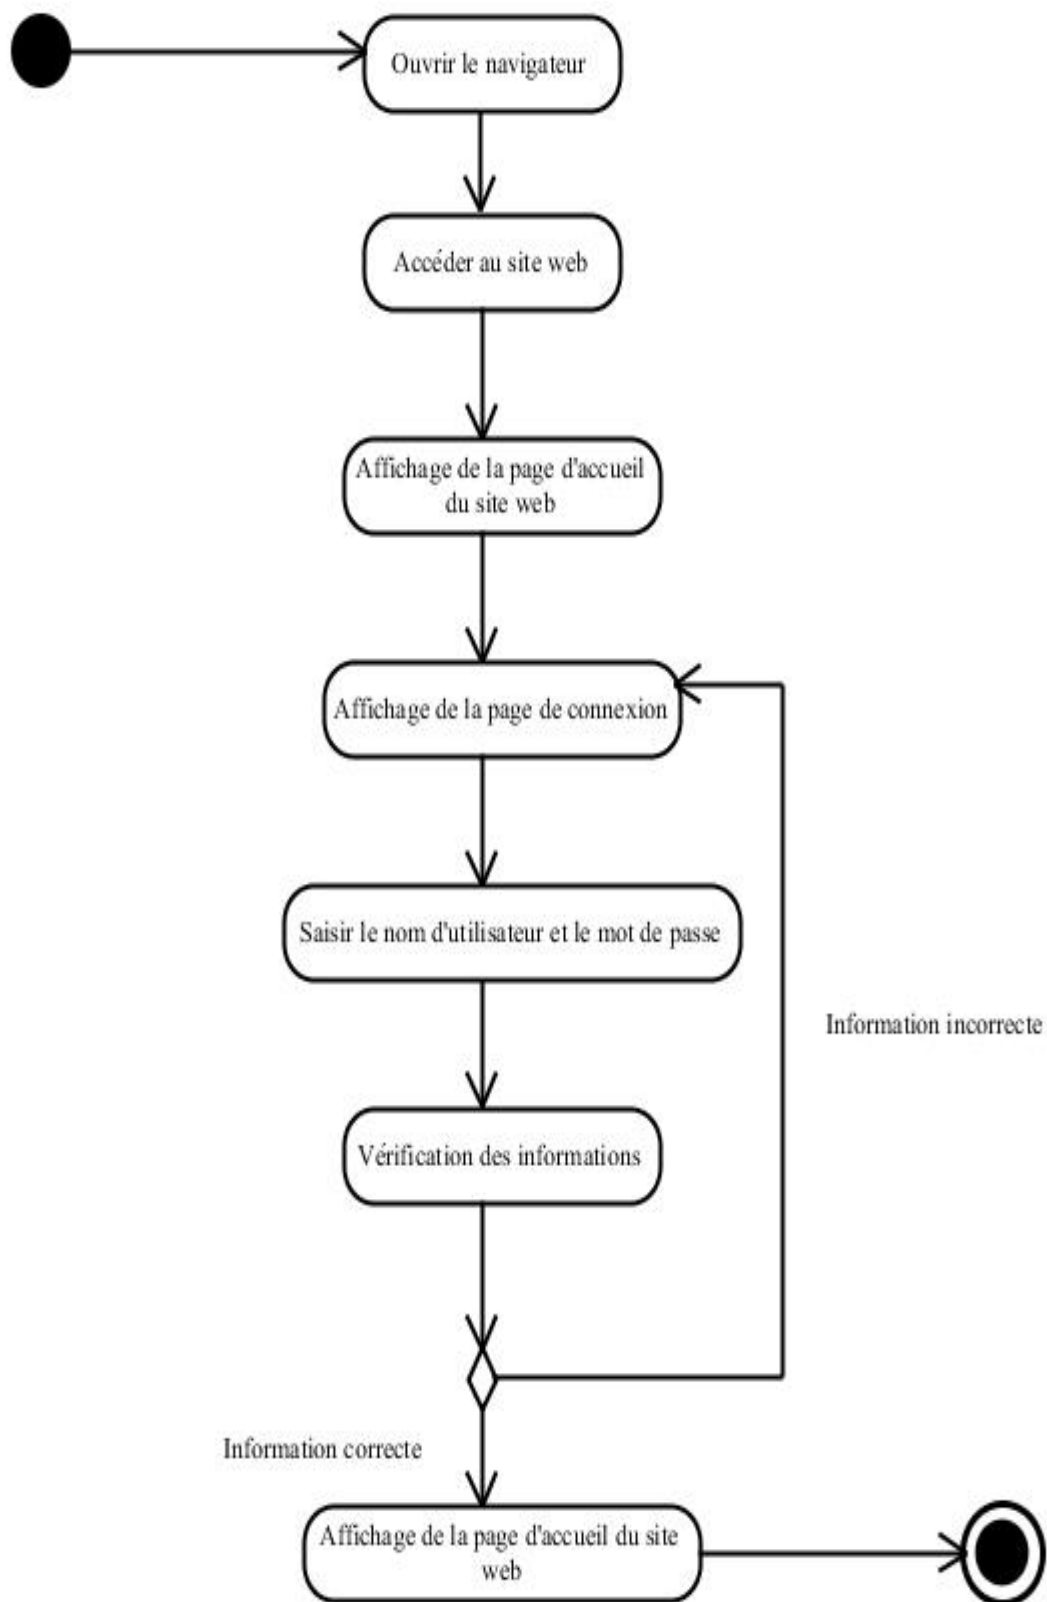 Ouvrir le navigateur
Accéder au site web
Affichage de la page d'accueil
du site web
Affichage de la page de connexion
Saisir le nom d'utilisateur et le mot de passe
Information incorrecte
Vérification des informations
Information correcte
Affichage de la page d'accueil du site
web